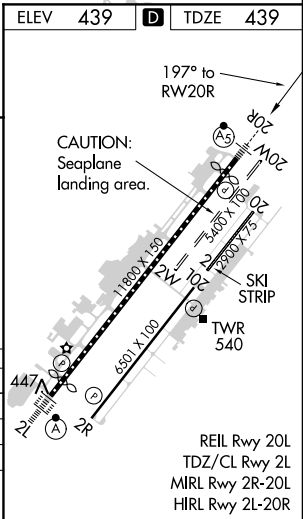 ELEV 439 D TDZE 439
197° to
RW20R
20R
A5
20W
CAUTION:
Seaplane
landing area.
P
5400 X 100
20
11800 X 150
2W
2
2900 X 75
20L
SKI
STRIP
P
TWR
540
6501 X 100
P
447
P
2L
A
2R
REIL Rwy 20L
TDZ/CL Rwy 2L
MIRL Rwy 2R-20L
HIRL Rwy 2L-20R